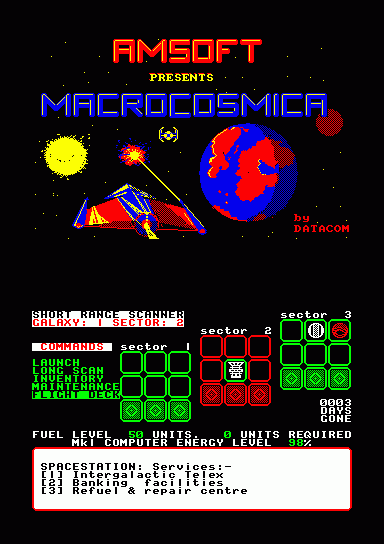 AMSOFT
PRESENTS
MACROCOSMICA
by
DATACOM
SHORT RANGE SCANNER
GALAXY: 1 SECTOR: 2
sector 1
sector 2
sector 3
COMMANDS
LAUNCH
LONG SCAN
INVENTORY
MAINTENANCE
FLIGHT DECK
0003
DAYS
GONE
FUEL LEVEL 50 UNITS. 0 UNITS REQUIRED
MkI COMPUTER ENERGY LEVEL 98%
SPACESTATION: Services:-
[1] Intergalactic Telex
[2] Banking facilities
[3] Refuel & repair centre